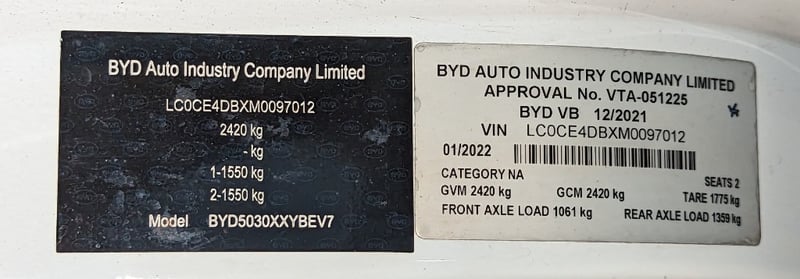 BYD Auto Industry Company Limited
LC0CE4DBXM0097012
2420 kg
- kg
1-1550 kg
2-1550 kg
Model BYD5030XXYBEV7
BYD AUTO INDUSTRY COMPANY LIMITED
APPROVAL No. VTA-051225
BYD VB 12/2021
VIN LC0CE4DBXM0097012
01/2022
CATEGORY NA SEATS 2
GVM 2420 kg GCM 2420 kg TARE 1775 kg
FRONT AXLE LOAD 1061 kg REAR AXLE LOAD 1359 kg